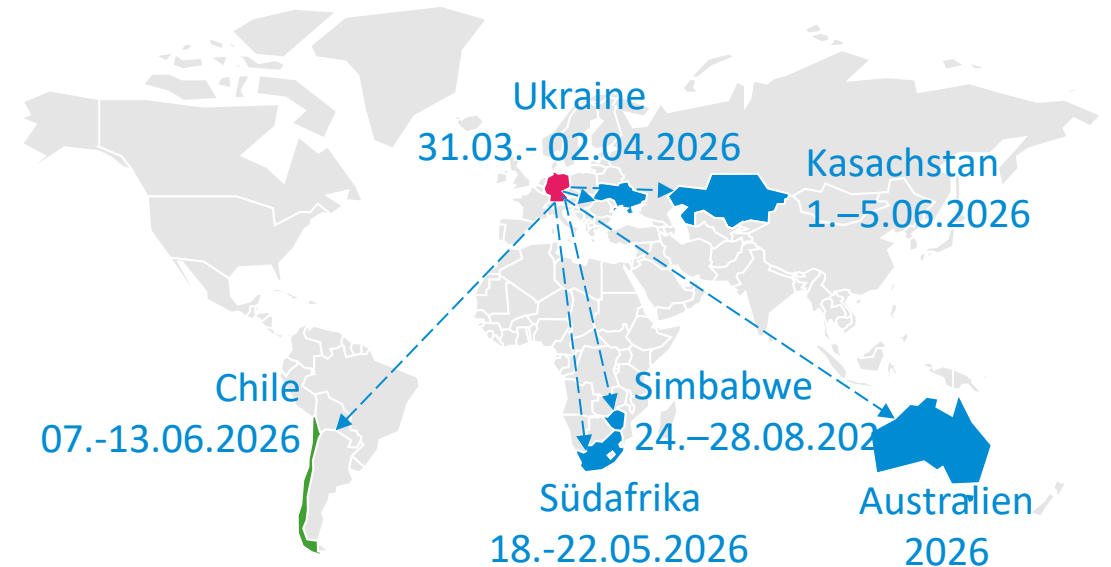 Ukraine
31.03.- 02.04.2026
Kasachstan
1.–5.06.2026
Chile
07.-13.06.2026
Simbabwe
24.–28.08.202
Südafrika
18.-22.05.2026
Australien
2026